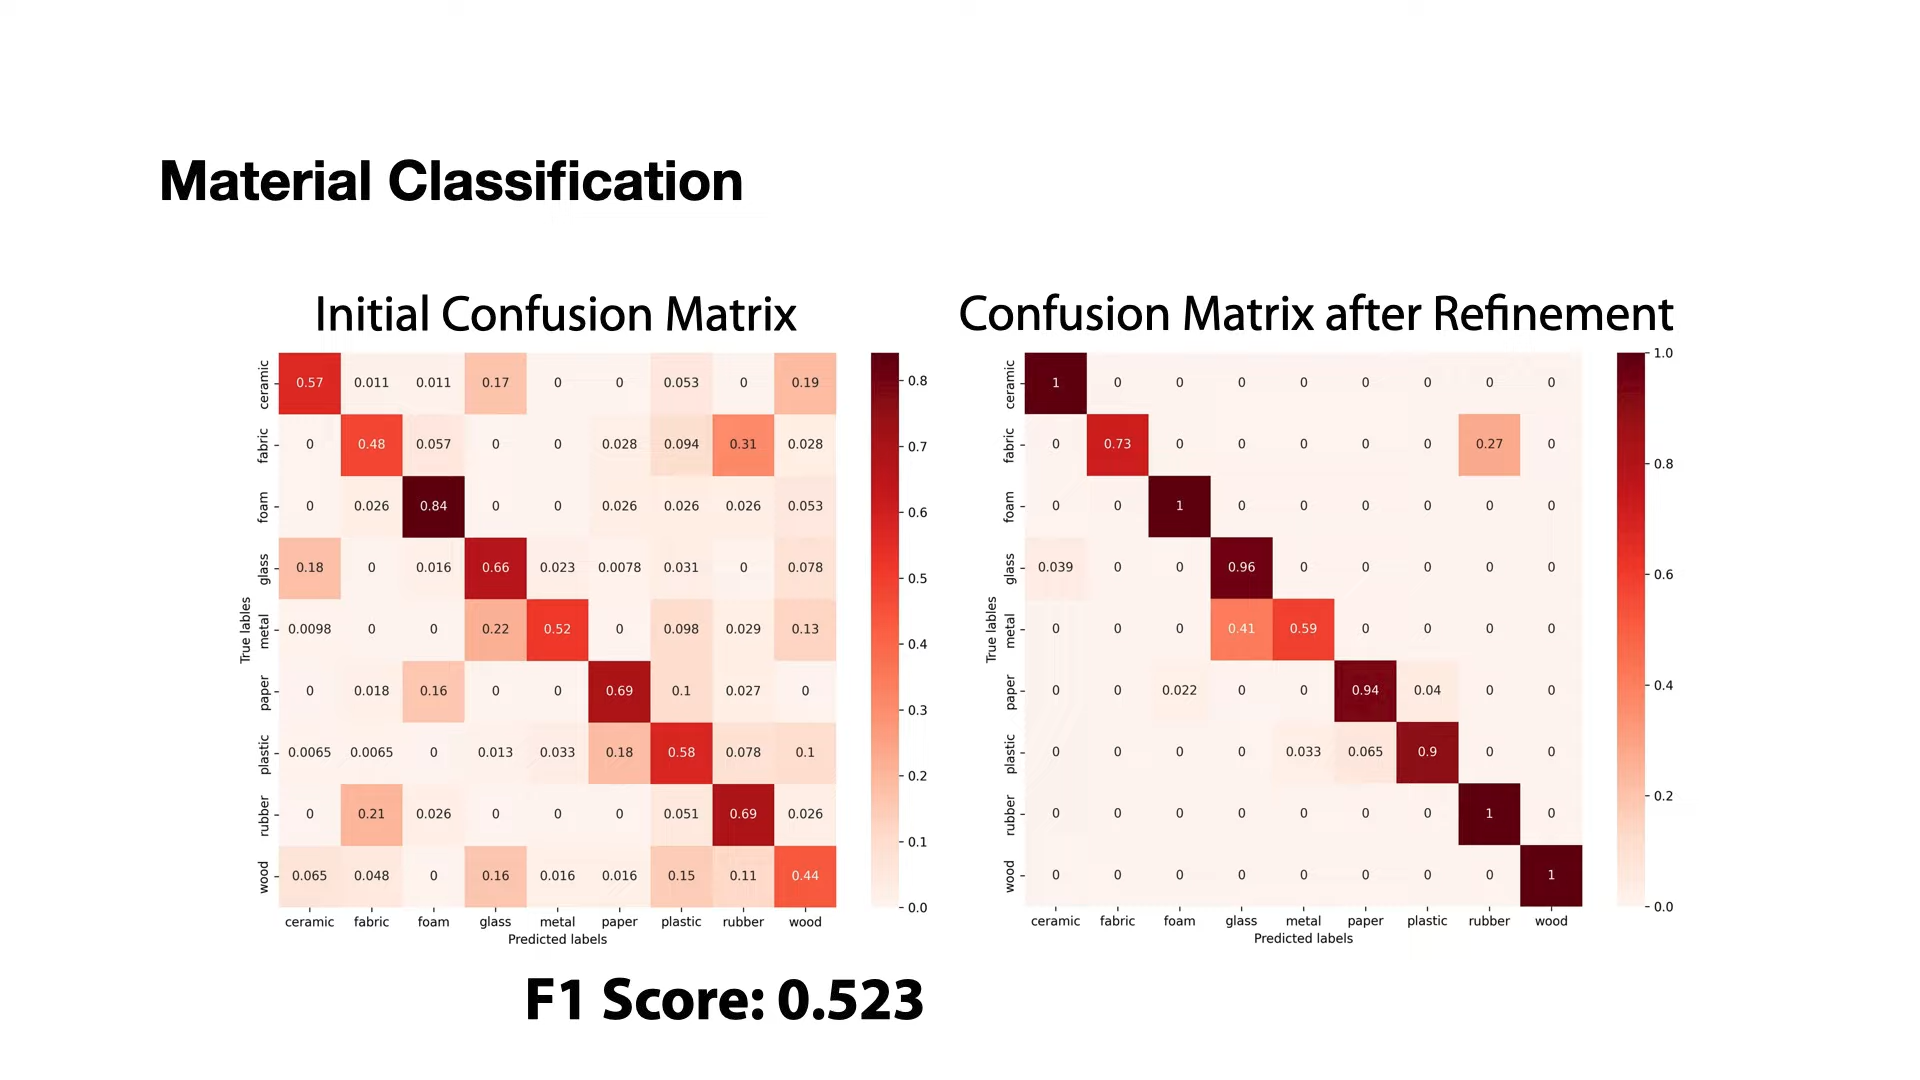 Material Classification
Initial Confusion Matrix
True lables
ceramic 0.57 0.011 0.011 0.17 0 0 0.053 0 0.19
fabric 0 0.48 0.057 0 0 0.028 0.094 0.31 0.028
foam 0 0.026 0.84 0 0 0.026 0.026 0.026 0.053
glass 0.18 0 0.016 0.66 0.023 0.0078 0.031 0 0.078
metal 0.0098 0 0 0.22 0.52 0 0.098 0.029 0.13
paper 0 0.018 0.16 0 0 0.69 0.1 0.027 0
plastic 0.0065 0.0065 0 0.013 0.033 0.18 0.58 0.078 0.1
rubber 0 0.21 0.026 0 0 0 0.051 0.69 0.026
wood 0.065 0.048 0 0.16 0.016 0.016 0.15 0.11 0.44
ceramic fabric foam glass metal paper plastic rubber wood
Predicted labels
0.8
0.7
0.6
0.5
0.4
0.3
0.2
0.1
0.0
Confusion Matrix after Refinement
True lables
ceramic 1 0 0 0 0 0 0 0 0
fabric 0 0.73 0 0 0 0 0 0.27 0
foam 0 0 1 0 0 0 0 0 0
glass 0.039 0 0 0.96 0 0 0 0 0
metal 0 0 0 0.41 0.59 0 0 0 0
paper 0 0 0.022 0 0 0.94 0.04 0 0
plastic 0 0 0 0 0.033 0.065 0.9 0 0
rubber 0 0 0 0 0 0 0 1 0
wood 0 0 0 0 0 0 0 0 1
ceramic fabric foam glass metal paper plastic rubber wood
Predicted labels
1.0
0.8
0.6
0.4
0.2
0.0
F1 Score: 0.523